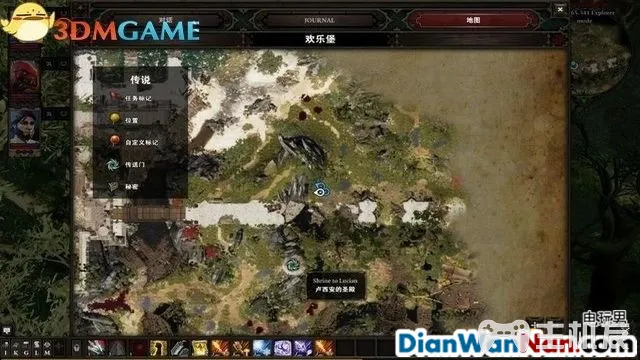 3DMGAME
对话
JOURNAL
地图
欢乐堡
传说
任务标记
位置
自定义标记
传送门
秘密
Shrine to Lucian
卢西安的圣殿
电玩男
DianWanNan.com